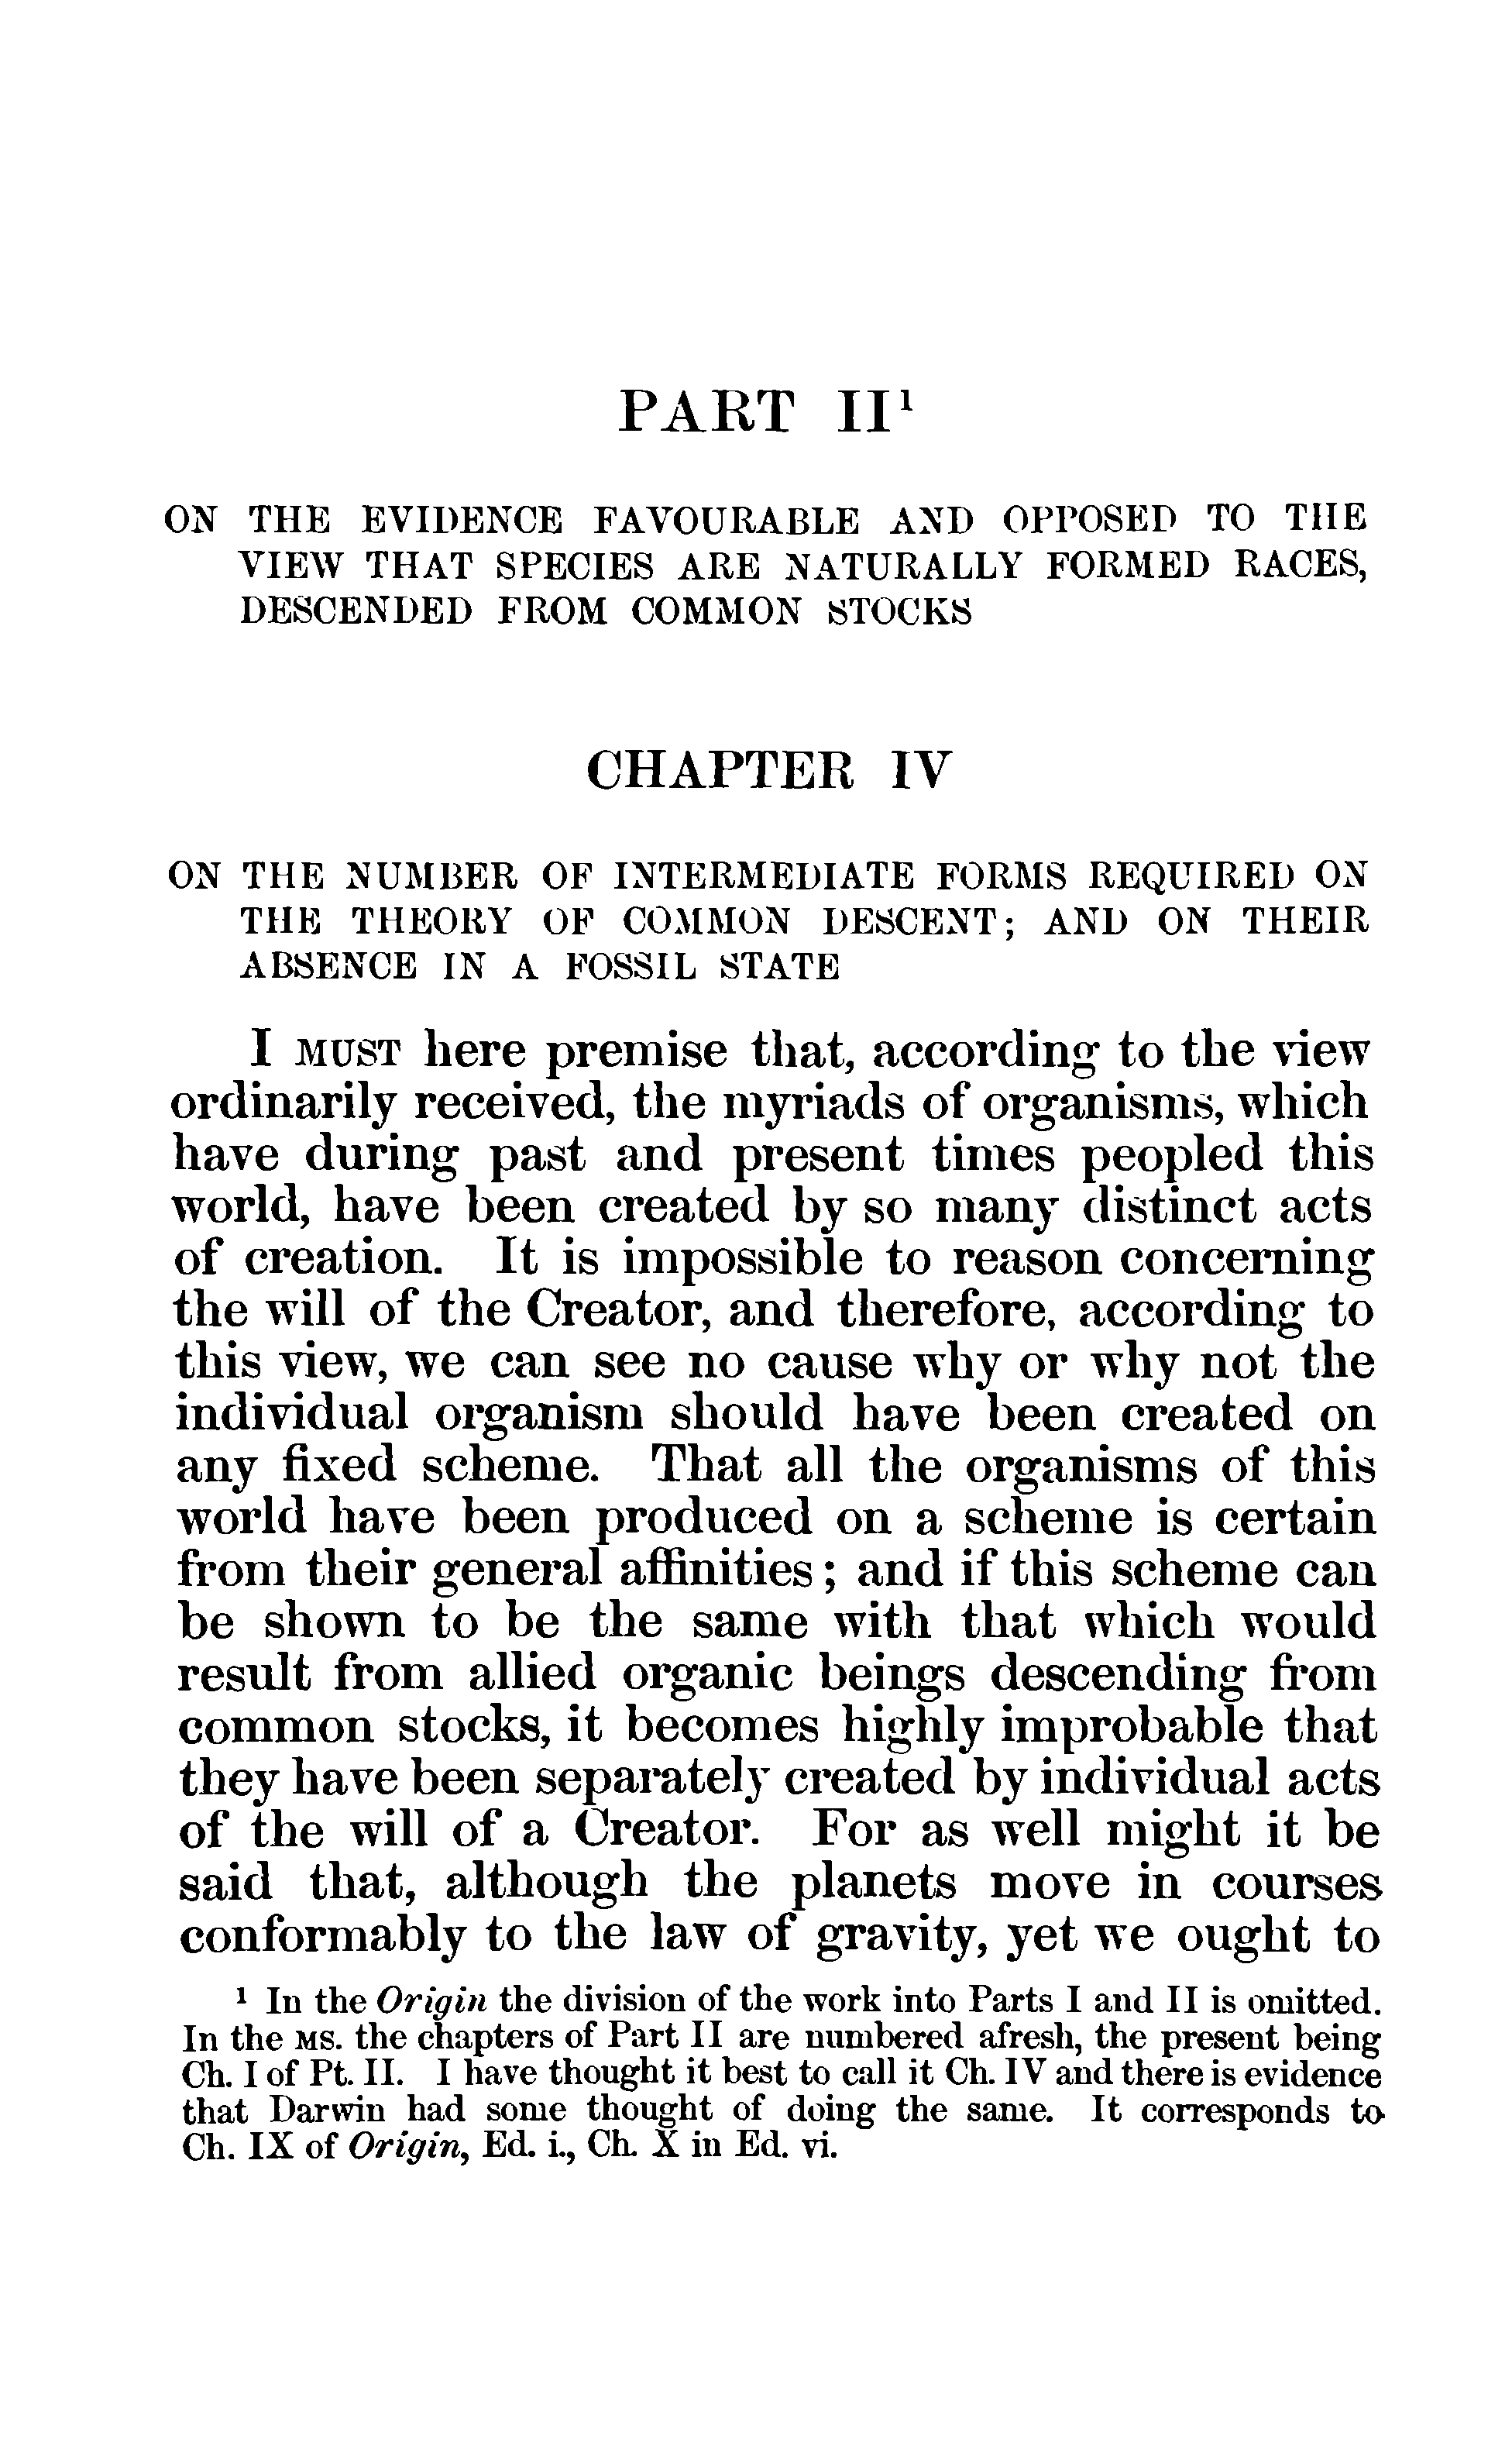 PART II¹
ON THE EVIDENCE FAVOURABLE AND OPPOSED TO THE
VIEW THAT SPECIES ARE NATURALLY FORMED RACES,
DESCENDED FROM COMMON STOCKS
CHAPTER IV
ON THE NUMBER OF INTERMEDIATE FORMS REQUIRED ON
THE THEORY OF COMMON DESCENT; AND ON THEIR
ABSENCE IN A FOSSIL STATE
I MUST here premise that, according to the view
ordinarily received, the myriads of organisms, which
have during past and present times peopled this
world, have been created by so many distinct acts
of creation. It is impossible to reason concerning
the will of the Creator, and therefore, according to
this view, we can see no cause why or why not the
individual organism should have been created on
any fixed scheme. That all the organisms of this
world have been produced on a scheme is certain
from their general affinities; and if this scheme can
be shown to be the same with that which would
result from allied organic beings descending from
common stocks, it becomes highly improbable that
they have been separately created by individual acts
of the will of a Creator. For as well might it be
said that, although the planets move in courses
conformably to the law of gravity, yet we ought to
¹ In the Origin the division of the work into Parts I and II is omitted.
In the MS. the chapters of Part II are numbered afresh, the present being
Ch. I of Pt. II. I have thought it best to call it Ch. IV and there is evidence
that Darwin had some thought of doing the same. It corresponds to
Ch. IX of Origin, Ed. i., Ch. X in Ed. vi.